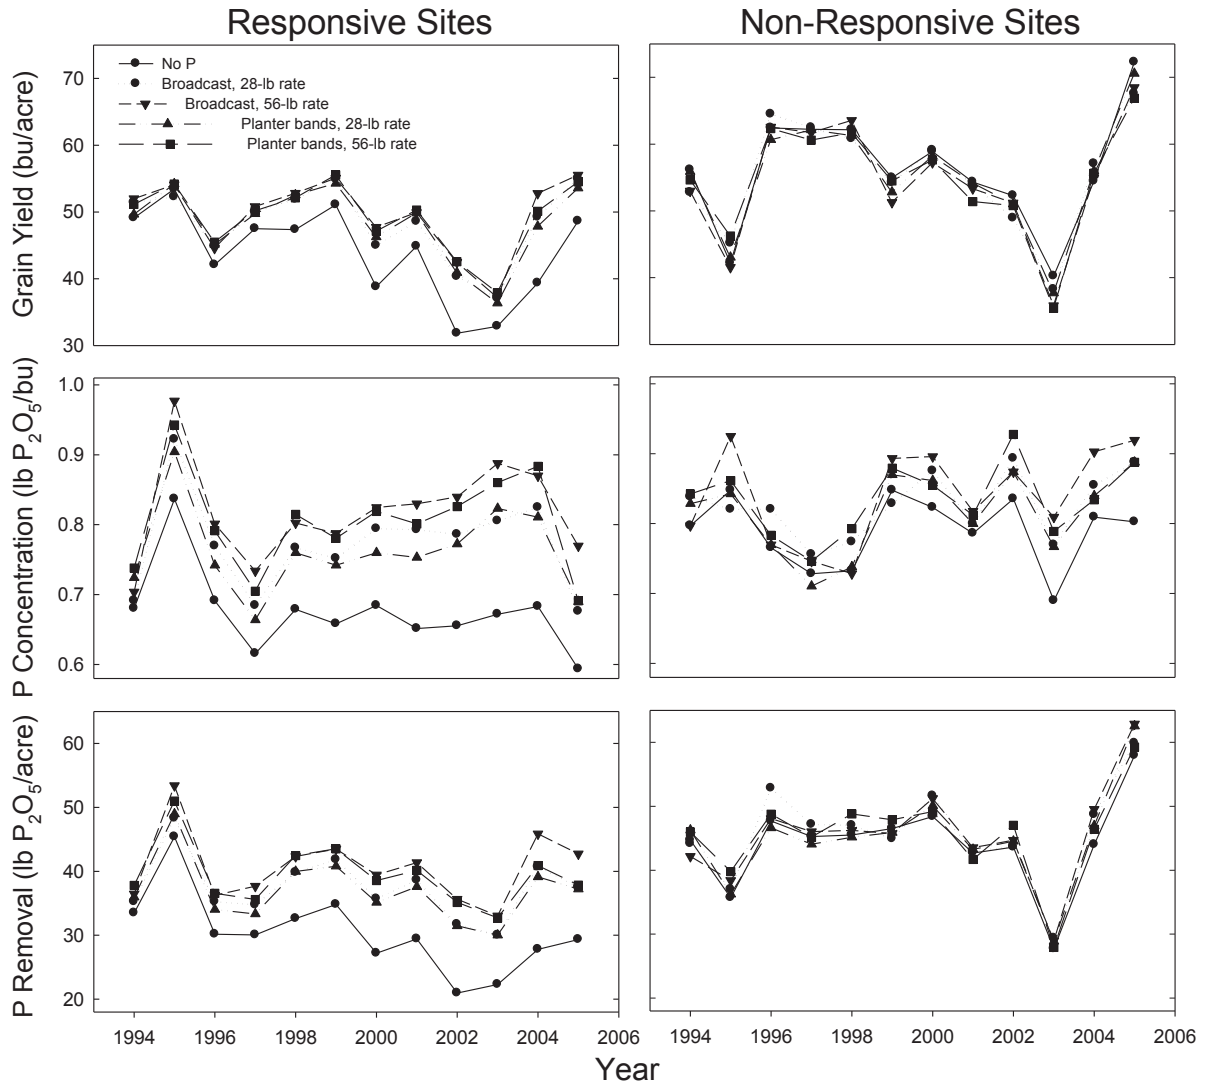 Responsive Sites
Non-Responsive Sites
Grain Yield (bu/acre)
70
60
50
40
30
No P
Broadcast, 28-lb rate
Broadcast, 56-lb rate
Planter bands, 28-lb rate
Planter bands, 56-lb rate
P Concentration (lb P₂O₅/bu)
1.0
0.9
0.8
0.7
0.6
P Removal (lb P₂O₅/acre)
60
50
40
30
20
1994 1996 1998 2000 2002 2004 2006
1994 1996 1998 2000 2002 2004 2006
Year